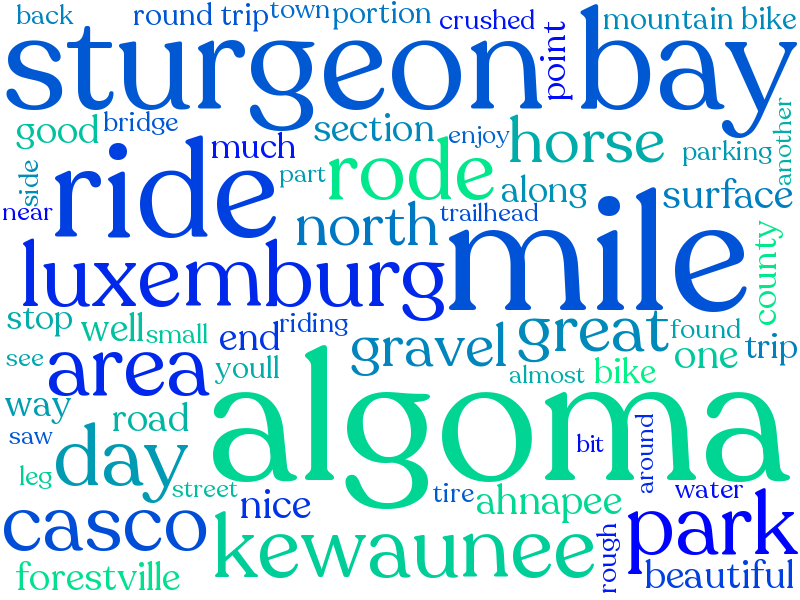 back
round trip
town
portion
crushed
point
mountain bike
sturgeon
bay
good
bridge
section
enjoy
horse
parking
another
side
ride
much
part
rode
along
surface
near
north
trailhead
mile
county
luxemburg
stop
well
small
end
riding
gravel
great
found
one
trip
see
area
youll
almost
bike
way
road
algoma
saw
day
bit
around
leg
street
nice
tire
ahnapee
water
casco
kewaunee
rough
park
forestville
beautiful